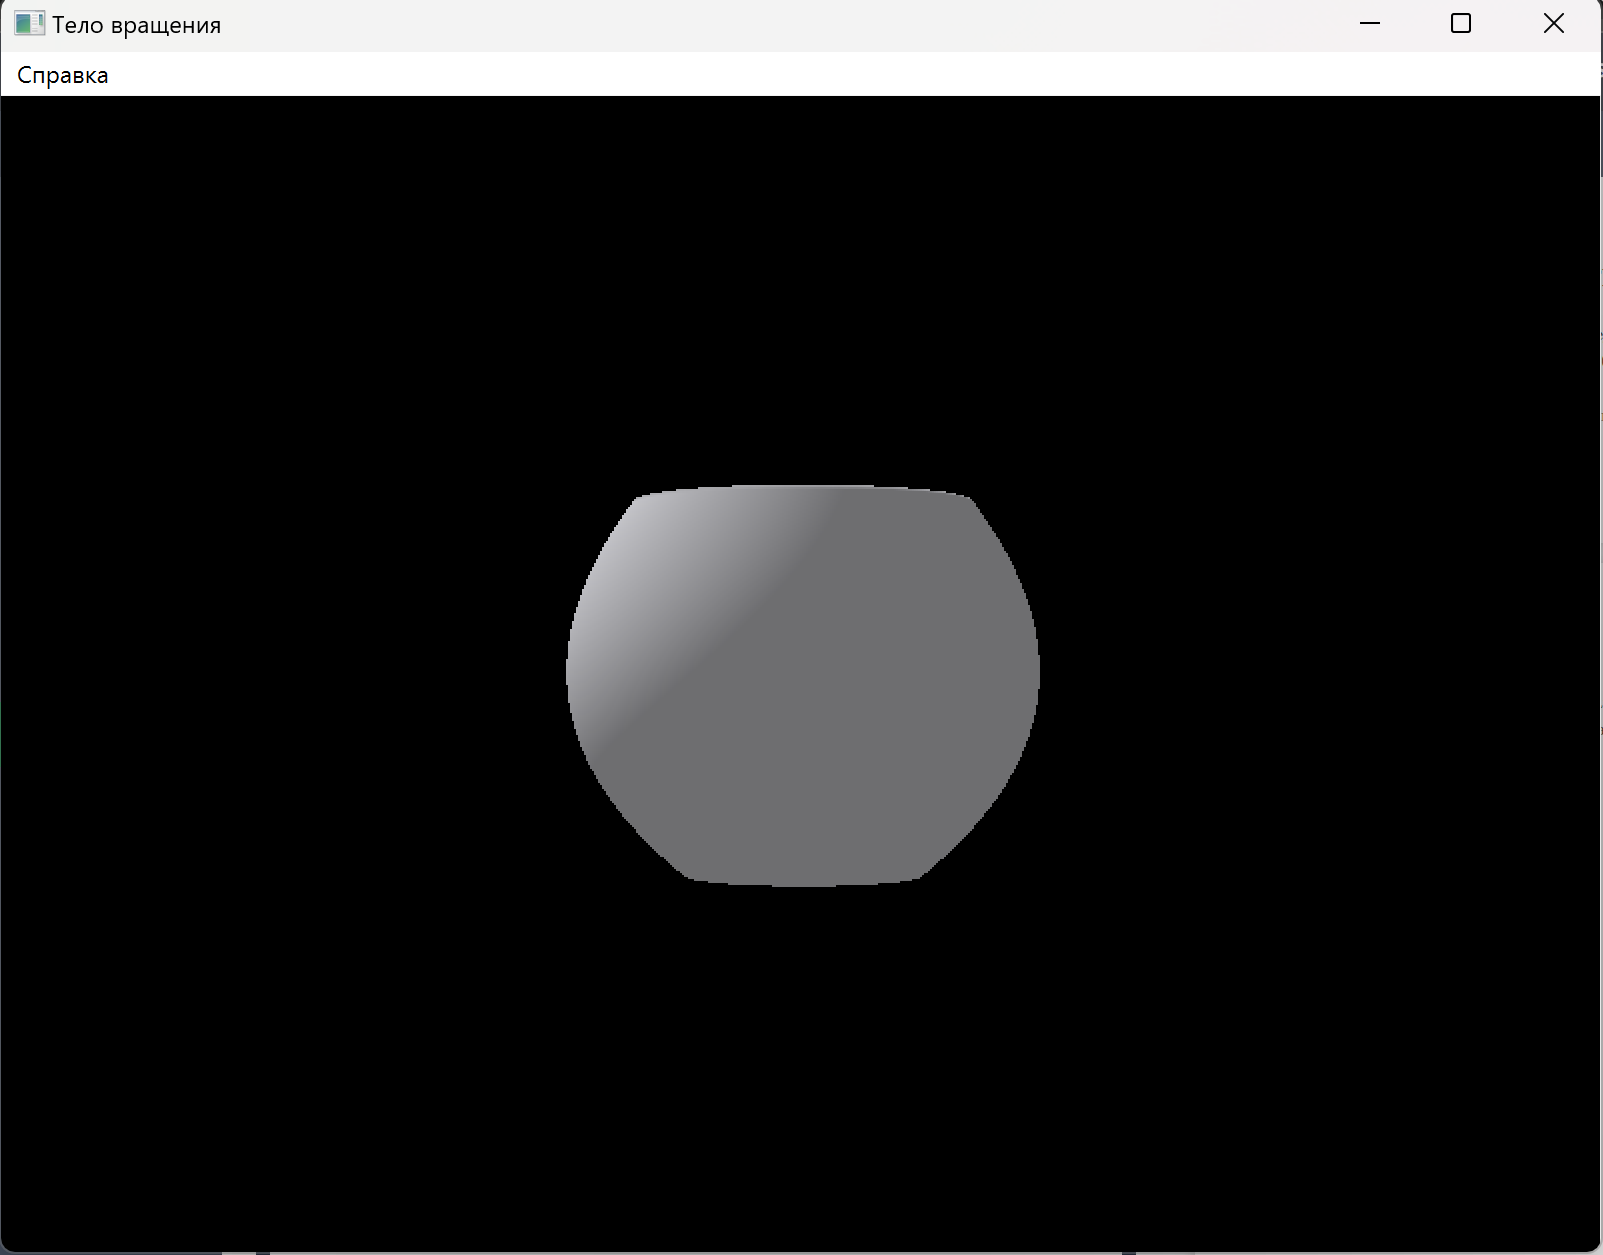 Тело вращения
Справка